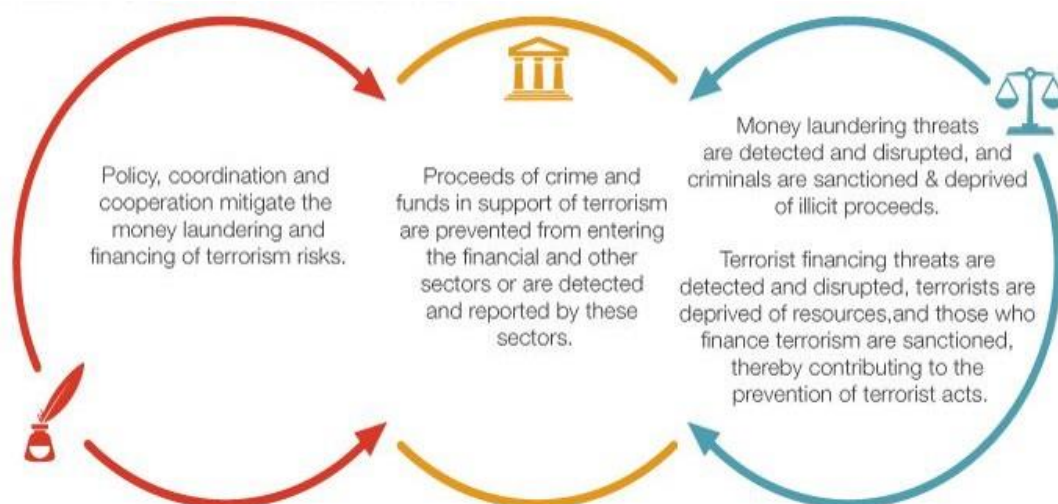 Policy, coordination and
cooperation mitigate the
money laundering and
financing of terrorism risks.
Proceeds of crime and
funds in support of terrorism
are prevented from entering
the financial and other
sectors or are detected
and reported by these
sectors.
Money laundering threats
are detected and disrupted, and
criminals are sanctioned & deprived
of illicit proceeds.
Terrorist financing threats are
detected and disrupted, terrorists are
deprived of resources,and those who
finance terrorism are sanctioned,
thereby contributing to the
prevention of terrorist acts.